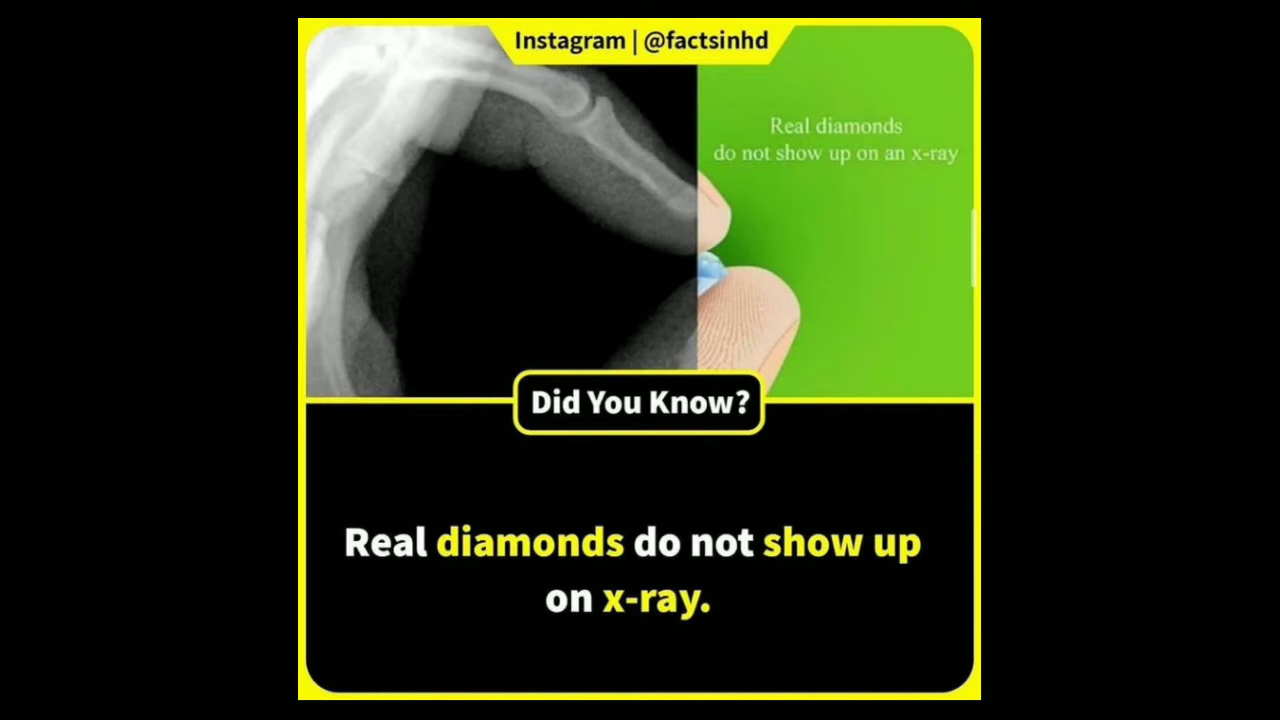 Instagram | @factsinhd
Real diamonds
do not show up on an x-ray
Did You Know?
Real diamonds do not show up
on x-ray.